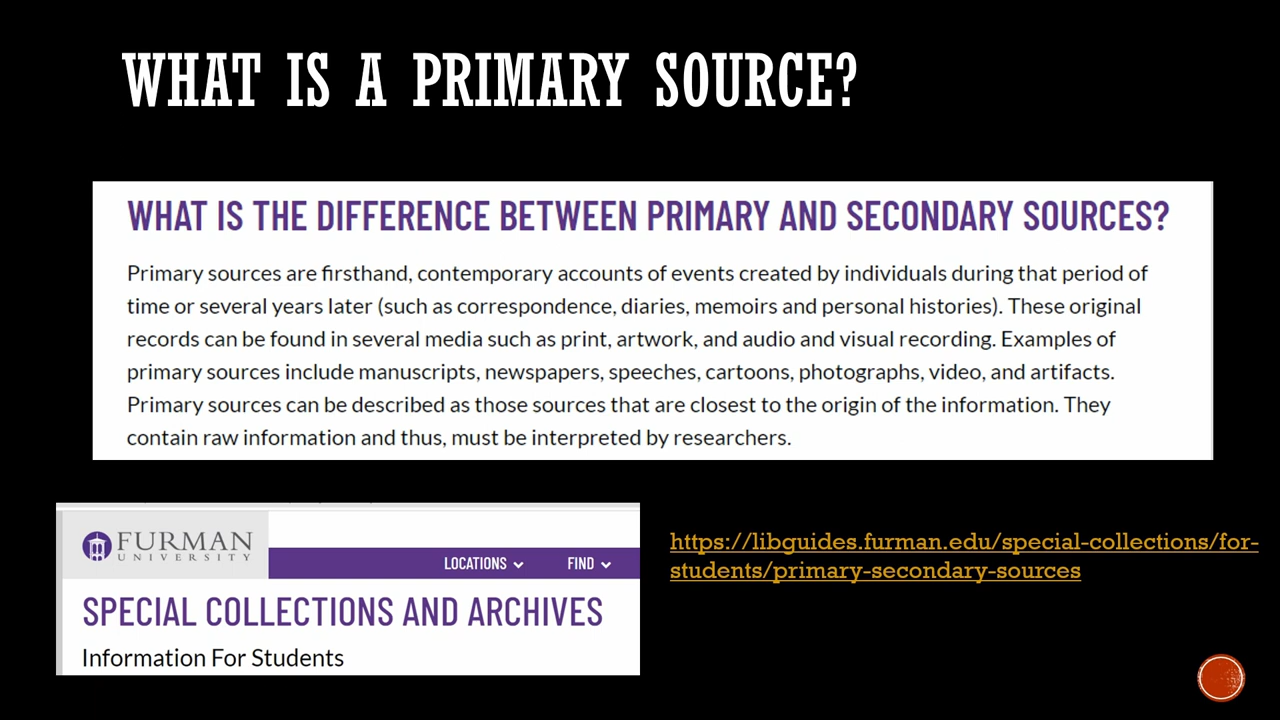 WHAT IS A PRIMARY SOURCE?
WHAT IS THE DIFFERENCE BETWEEN PRIMARY AND SECONDARY SOURCES?
Primary sources are firsthand, contemporary accounts of events created by individuals during that period of
time or several years later (such as correspondence, diaries, memoirs and personal histories). These original
records can be found in several media such as print, artwork, and audio and visual recording. Examples of
primary sources include manuscripts, newspapers, speeches, cartoons, photographs, video, and artifacts.
Primary sources can be described as those sources that are closest to the origin of the information. They
contain raw information and thus, must be interpreted by researchers.
FURMAN
UNIVERSITY
LOCATIONS FIND
SPECIAL COLLECTIONS AND ARCHIVES
Information For Students
https://libguides.furman.edu/special-collections/for-
students/primary-secondary-sources